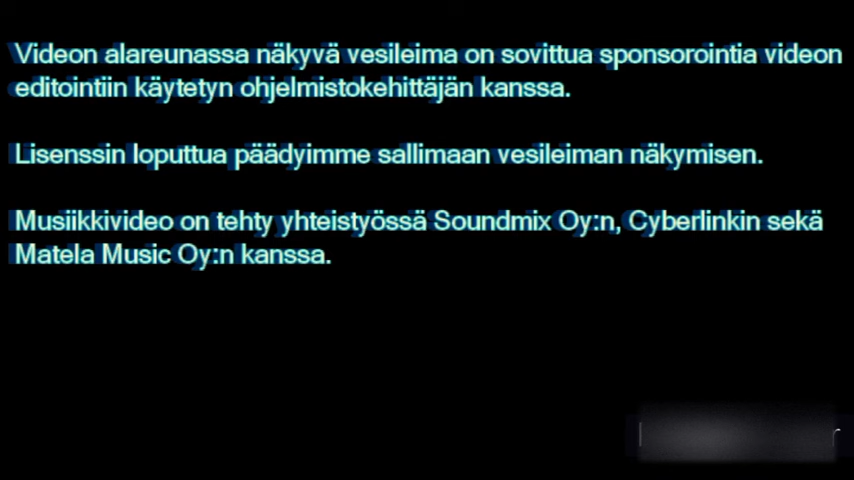 Videon alareunassa näkyvä vesileima on sovittua sponsorointia videon
editointiin käytetyn ohjelmistokehittäjän kanssa.
Lisenssin loputtua päädyimme sallimaan vesileiman näkymisen.
Musiikkivideo on tehty yhteistyössä Soundmix Oy:n, Cyberlinkin sekä
Matela Music Oy:n kanssa.